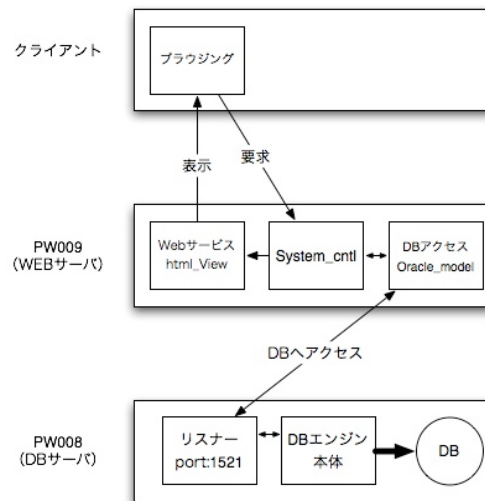 クライアント
ブラウジング
表示
要求
PW009
(WEBサーバ)
Webサービス
html_View
System_cntl
DBアクセス
Oracle_model
DBへアクセス
PW008
(DBサーバ)
リスナー
port:1521
DBエンジン
本体
DB